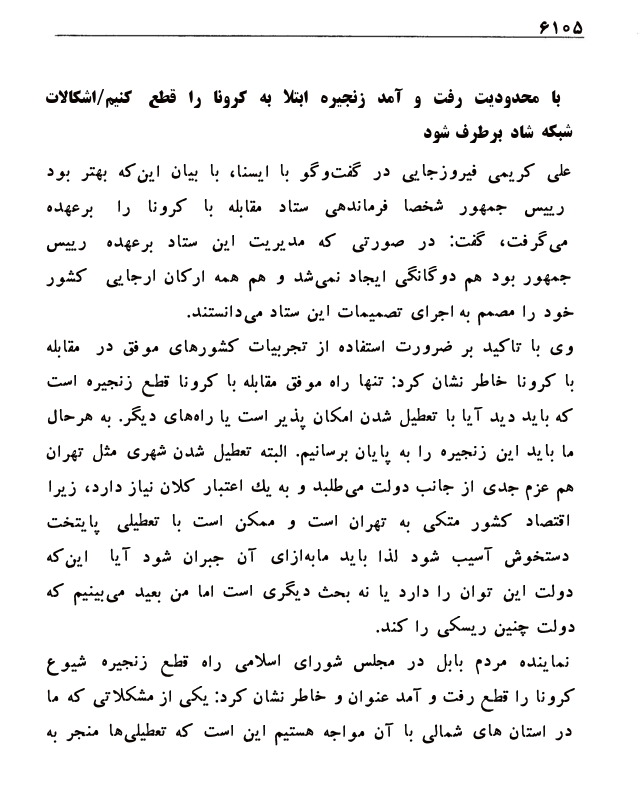 ۶۱۰۵
با محدودیت رفت و آمد زنجیره ابتلا به کرونا را قطع کنیم/اشکالات
شبکه شاد برطرف شود
علی کریمی فیروزجایی در گفت‌وگو با ایسنا، با بیان این‌که بهتر بود
رییس جمهور شخصا فرماندهی ستاد مقابله با کرونا را برعهده
می‌گرفت، گفت: در صورتی که مدیریت این ستاد برعهده رییس
جمهور بود هم دوگانگی ایجاد نمی‌شد و هم همه ارکان ارجایی کشور
خود را مصمم به اجرای تصمیمات این ستاد می‌دانستند.
وی با تاکید بر ضرورت استفاده از تجربیات کشورهای موفق در مقابله
با کرونا خاطر نشان کرد: تنها راه موفق مقابله با کرونا قطع زنجیره است
که باید دید آیا با تعطیل شدن امکان پذیر است یا راه‌های دیگر. به هرحال
ما باید این زنجیره را به پایان برسانیم. البته تعطیل شدن شهری مثل تهران
هم عزم جدی از جانب دولت می‌طلبد و به یك اعتبار کلان نیاز دارد، زیرا
اقتصاد کشور متکی به تهران است و ممکن است با تعطیلی پایتخت
دستخوش آسیب شود لذا باید مابه‌ازای آن جبران شود آیا این‌که
دولت این توان را دارد یا نه بحث دیگری است اما من بعید می‌بینیم که
دولت چنین ریسکی را کند.
نماینده مردم بابل در مجلس شورای اسلامی راه قطع زنجیره شیوع
کرونا را قطع رفت و آمد عنوان و خاطر نشان کرد: یکی از مشکلاتی که ما
در استان های شمالی با آن مواجه هستیم این است که تعطیلی‌ها منجر به